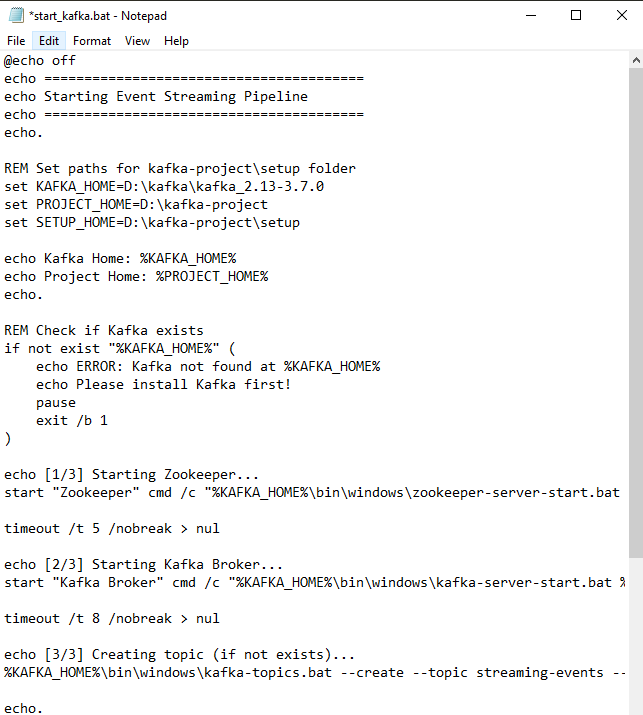 *start_kafka.bat - Notepad
File Edit Format View Help
@echo off
echo ========================================
echo Starting Event Streaming Pipeline
echo ========================================
echo.
REM Set paths for kafka-project\setup folder
set KAFKA_HOME=D:\kafka\kafka_2.13-3.7.0
set PROJECT_HOME=D:\kafka-project
set SETUP_HOME=D:\kafka-project\setup
echo Kafka Home: %KAFKA_HOME%
echo Project Home: %PROJECT_HOME%
echo.
REM Check if Kafka exists
if not exist "%KAFKA_HOME%" (
    echo ERROR: Kafka not found at %KAFKA_HOME%
    echo Please install Kafka first!
    pause
    exit /b 1
)
echo [1/3] Starting Zookeeper...
start "Zookeeper" cmd /c "%KAFKA_HOME%\bin\windows\zookeeper-server-start.bat
timeout /t 5 /nobreak > nul
echo [2/3] Starting Kafka Broker...
start "Kafka Broker" cmd /c "%KAFKA_HOME%\bin\windows\kafka-server-start.bat %
timeout /t 8 /nobreak > nul
echo [3/3] Creating topic (if not exists)...
%KAFKA_HOME%\bin\windows\kafka-topics.bat --create --topic streaming-events --
echo.